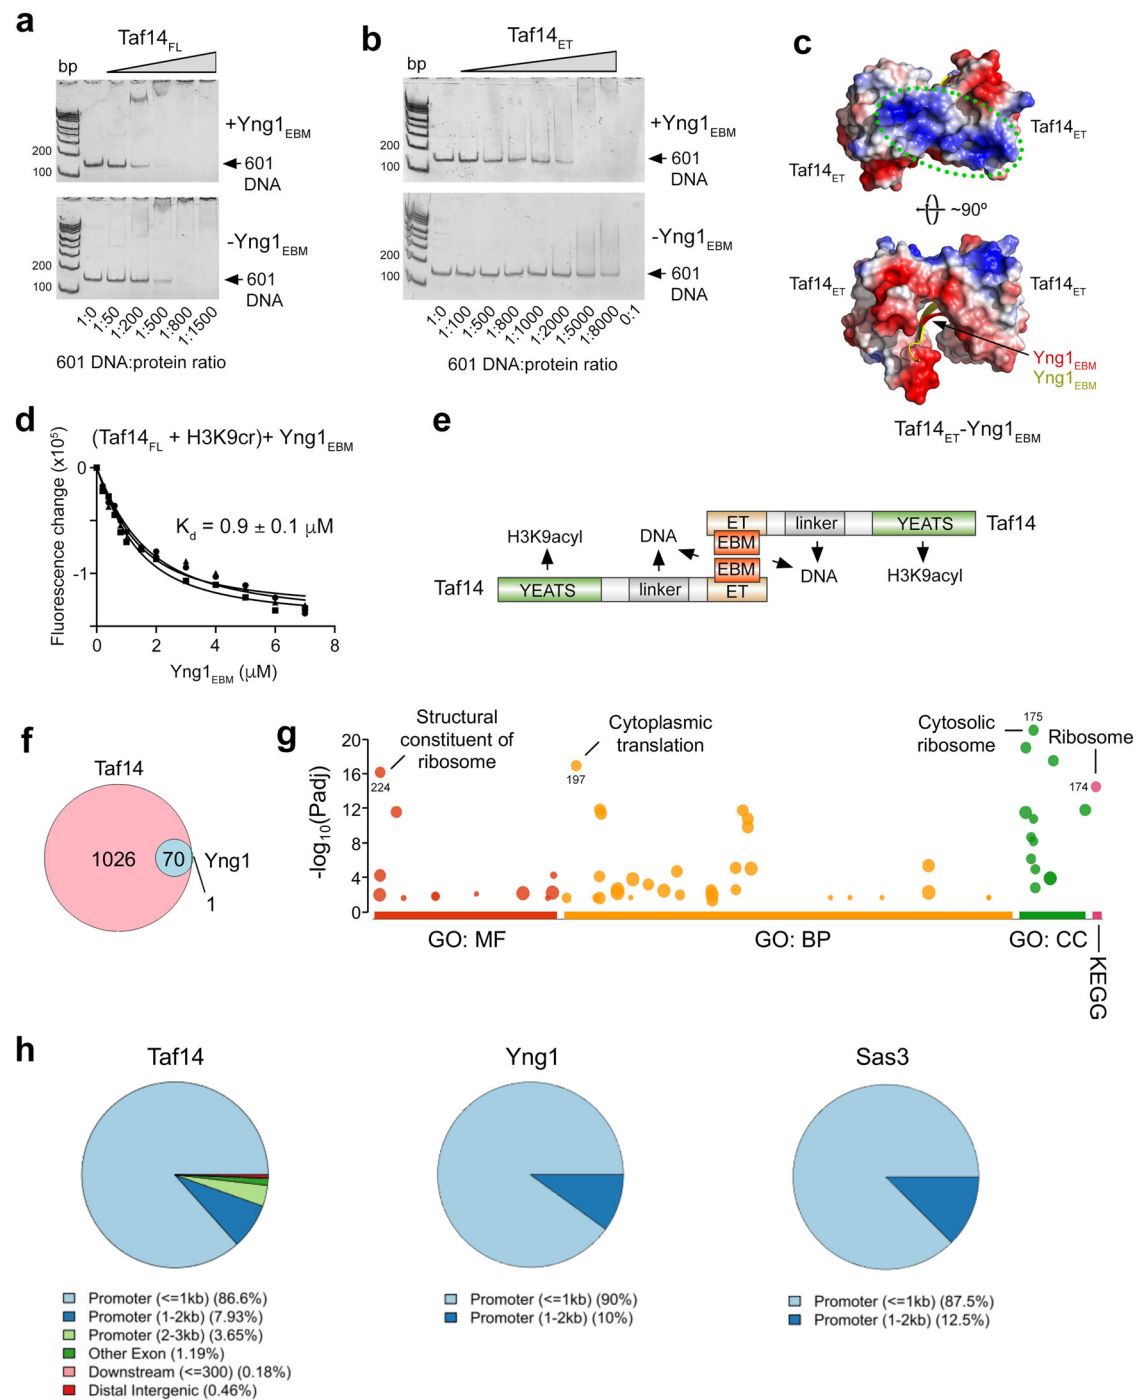 a
Taf14FL
bp
200
100
+Yng1EBM
601
DNA
200
100
-Yng1EBM
601
DNA
1:0
1:50
1:200
1:500
1:800
1:1500
601 DNA:protein ratio
b
Taf14ET
bp
200
100
+Yng1EBM
601
DNA
200
100
-Yng1EBM
601
DNA
1:0
1:100
1:500
1:800
1:1000
1:2000
1:5000
1:8000
0:1
601 DNA:protein ratio
c
Taf14ET
Taf14ET
~90º
Taf14ET
Taf14ET
Yng1EBM
Yng1EBM
Taf14ET-Yng1EBM
d
(Taf14FL + H3K9cr)+ Yng1EBM
Kd = 0.9 ± 0.1 μM
Fluorescence change (x10⁵)
0
-1
0 2 4 6 8
Yng1EBM (μM)
e
ET linker YEATS Taf14
H3K9acyl DNA EBM
EBM DNA H3K9acyl
Taf14 YEATS linker ET
f
Taf14
1026 70 Yng1
1
g
Structural
constituent of
ribosome
Cytoplasmic
translation
Cytosolic
ribosome
Ribosome
224
197
175
174
-log10(Padj)
20
16
12
8
4
0
GO: MF GO: BP GO: CC KEGG
h
Taf14
Promoter (<=1kb) (86.6%)
Promoter (1-2kb) (7.93%)
Promoter (2-3kb) (3.65%)
Other Exon (1.19%)
Downstream (<=300) (0.18%)
Distal Intergenic (0.46%)
Yng1
Promoter (<=1kb) (90%)
Promoter (1-2kb) (10%)
Sas3
Promoter (<=1kb) (87.5%)
Promoter (1-2kb) (12.5%)